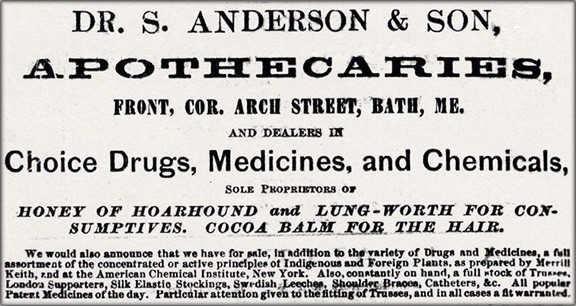 DR. S. ANDERSON & SON,
APOTHECARIES,
FRONT, COR. ARCH STREET, BATH, ME.
AND DEALERS IN
Choice Drugs, Medicines, and Chemicals,
SOLE PROPRIETORS OF
HONEY OF HOARHOUND and LUNG-WORTH FOR CON-
SUMPTIVES. COCOA BALM FOR THE HAIR.
We would also announce that we have for sale, in addition to the variety of Drugs and Medicines, a full
assortment of the concentrated or active principles of Indigenous and Foreign Plants, as prepared by Merrill
Keith, and at the American Chemical Institute, New York. Also, constantly on hand, a full stock of Trusses,
London Supporters, Silk Elastic Stockings, Swedish Leeches, Shoulder Braces, Catheters, &c. All popular
Patent Medicines of the day. Particular attention given to the fitting of Trusses, and in all cases a fit warranted.